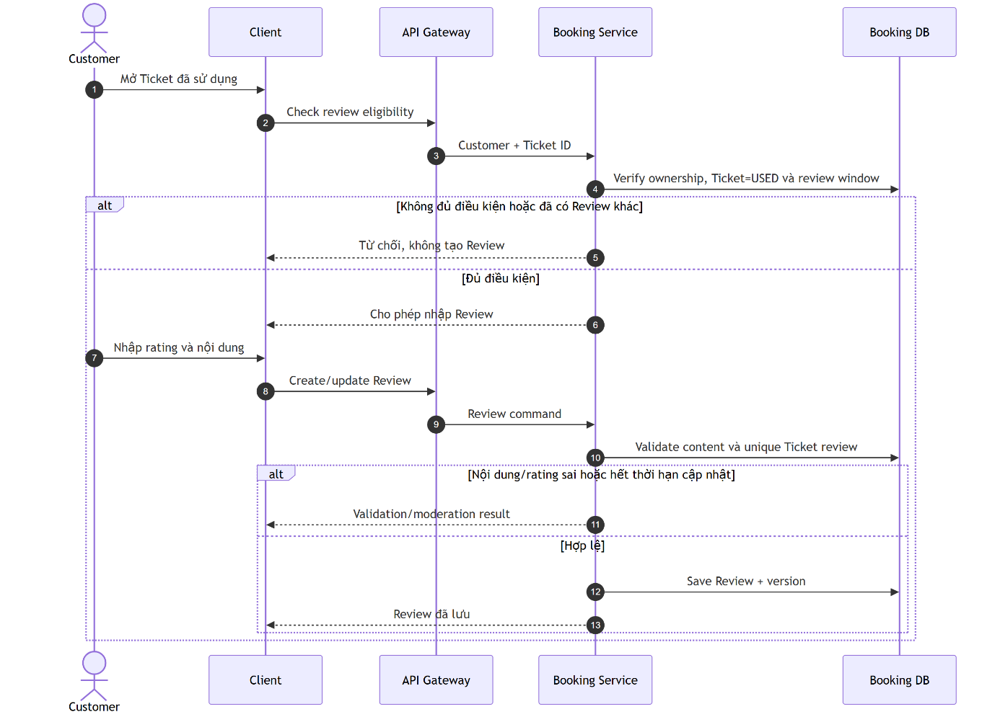 Customer
Client
API Gateway
Booking Service
Booking DB
Mở Ticket đã sử dụng
1
Check review eligibility
2
Customer + Ticket ID
3
Verify ownership, Ticket=USED và review window
4
alt
[Không đủ điều kiện hoặc đã có Review khác]
Từ chối, không tạo Review
5
[Đủ điều kiện]
Cho phép nhập Review
6
Nhập rating và nội dung
7
Create/update Review
8
Review command
9
Validate content và unique Ticket review
10
alt
[Nội dung/rating sai hoặc hết thời hạn cập nhật]
Validation/moderation result
11
[Hợp lệ]
Save Review + version
12
Review đã lưu
13
Customer
Client
API Gateway
Booking Service
Booking DB